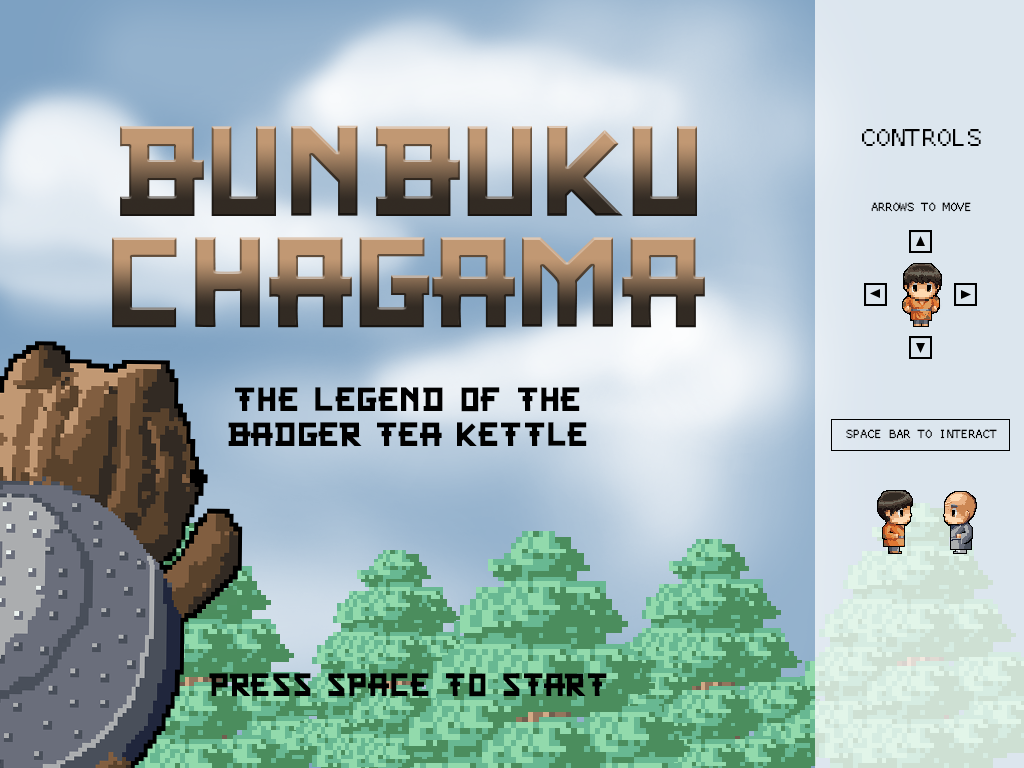 BUNBUKU
CHAGAMA
THE LEGEND OF THE
BADGER TEA KETTLE
PRESS SPACE TO START
CONTROLS
ARROWS TO MOVE
SPACE BAR TO INTERACT